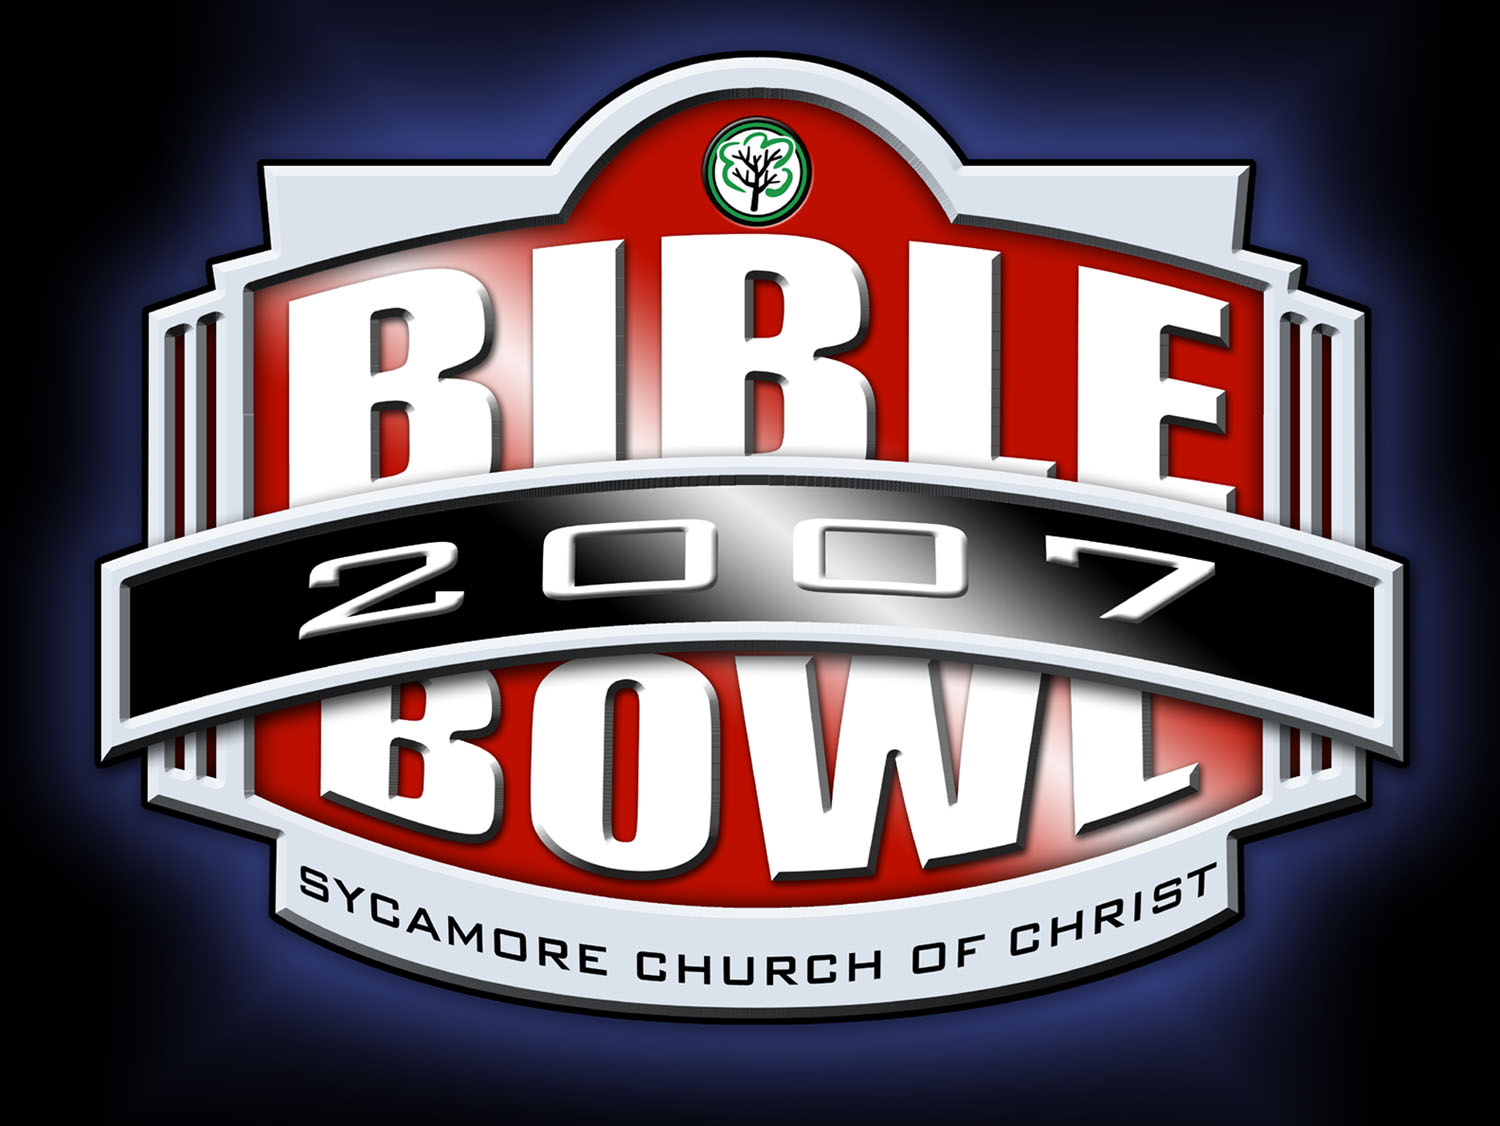 BIBLE
2007
BOWL
SYCAMORE CHURCH OF CHRIST